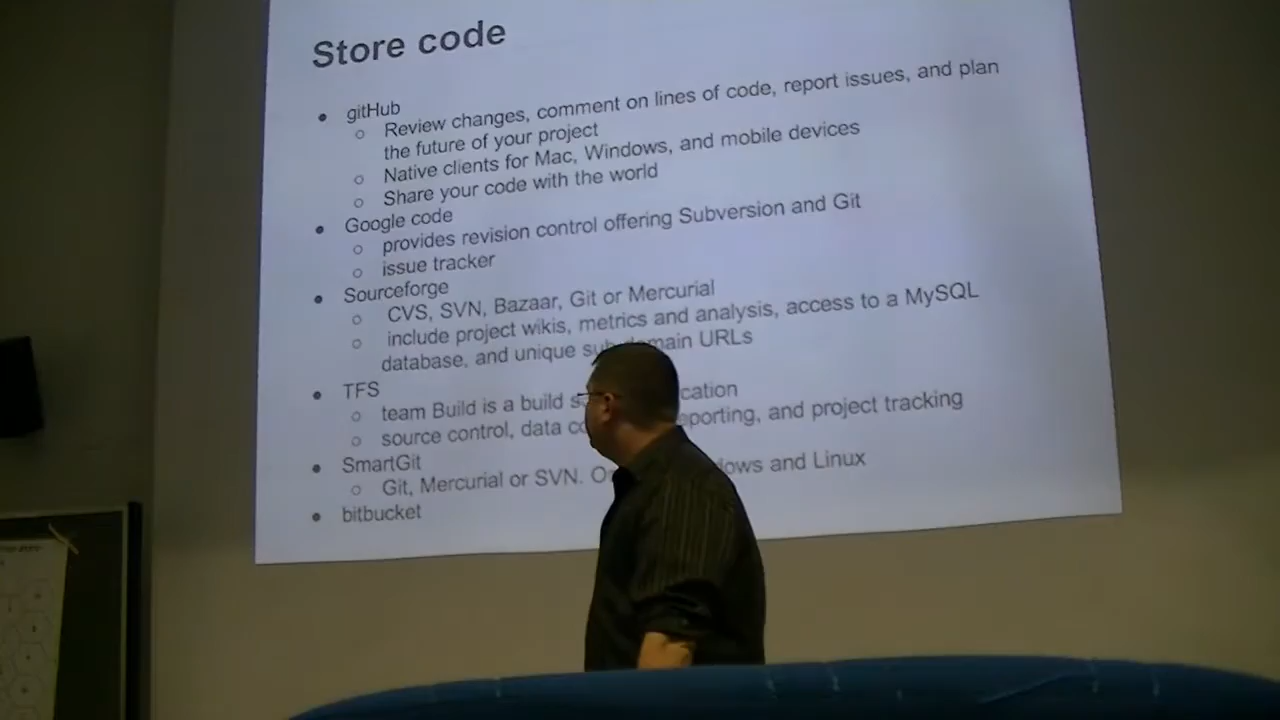 Store code
• gitHub
○ Review changes, comment on lines of code, report issues, and plan
the future of your project
○ Native clients for Mac, Windows, and mobile devices
○ Share your code with the world
• Google code
○ provides revision control offering Subversion and Git
○ issue tracker
• Sourceforge
○ CVS, SVN, Bazaar, Git or Mercurial
○ include project wikis, metrics and analysis, access to a MySQL
database, and unique URLs
• TFS
○ team Build is a build
○ source control, data and project tracking
• SmartGit
○ Git, Mercurial or SVN. and Linux
• bitbucket